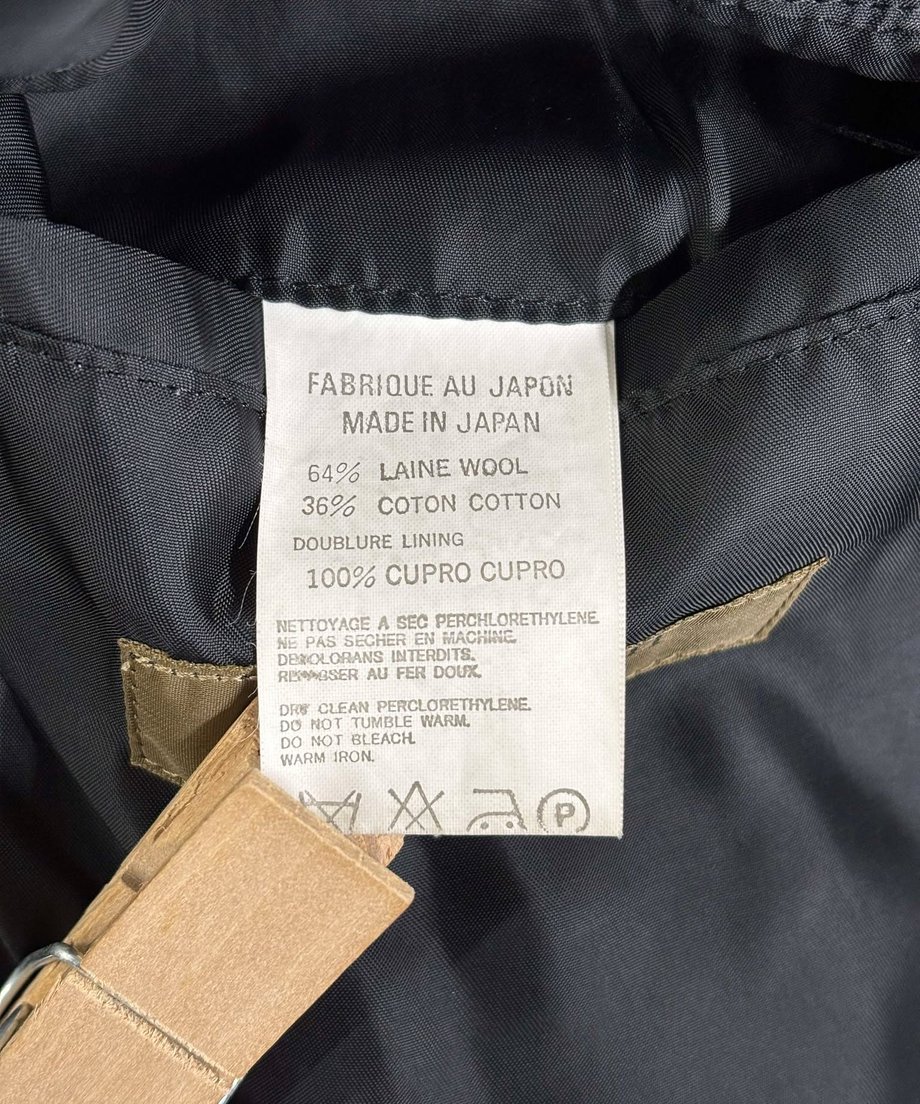 FABRIQUE AU JAPON
MADE IN JAPAN
64% LAINE WOOL
36% COTON COTTON
DOUBLURE LINING
100% CUPRO CUPRO
NETTOYAGE A SEC PERCHLORETHYLENE
NE PAS SECHER EN MACHINE.
INTERDITS.
AU FER DOUX.
DRY CLEAN PERCLORETHYLENE.
DO NOT TUMBLE WARM.
DO NOT BLEACH.
WARM IRON.
P